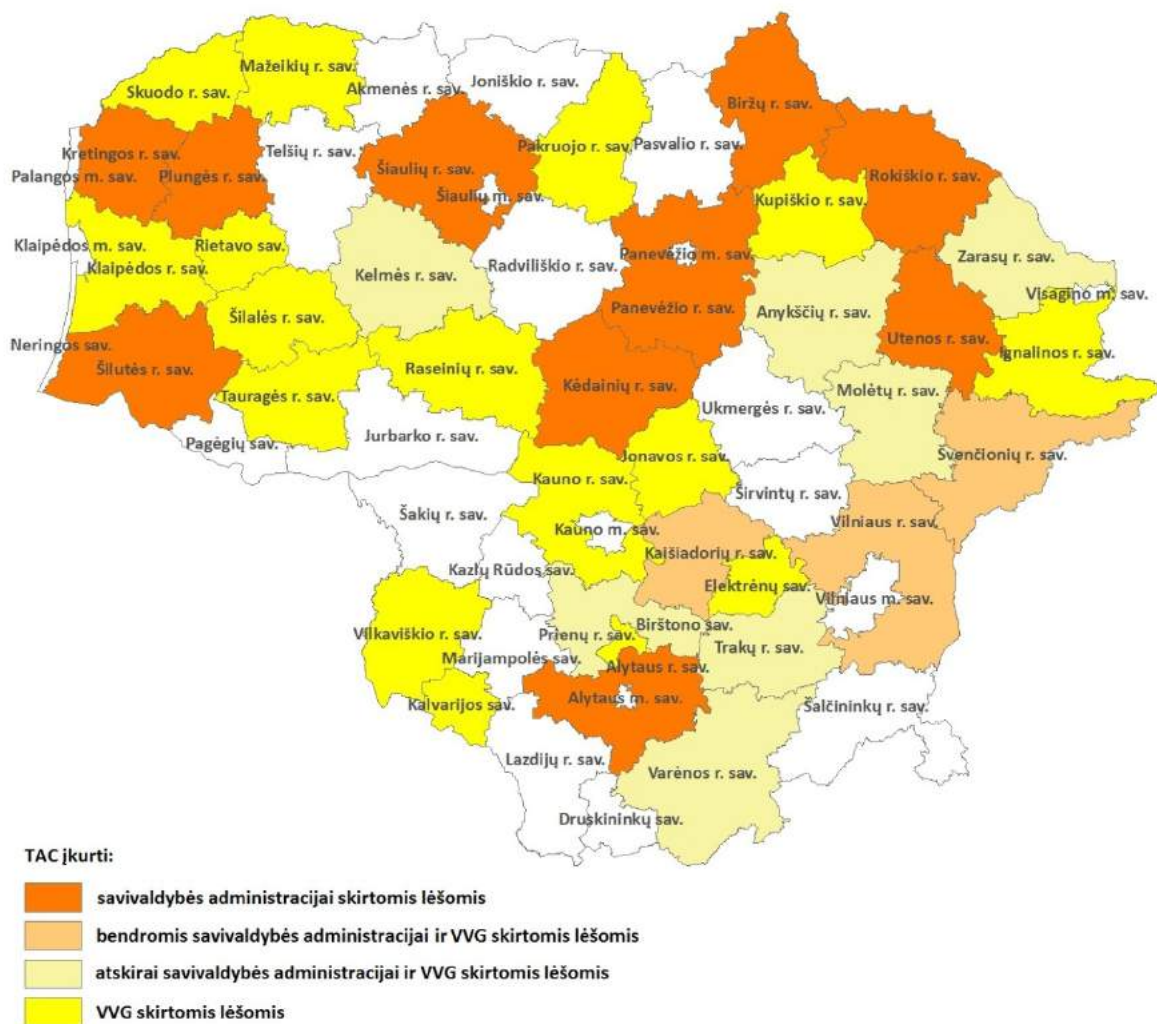 Mažeikių r. sav.
Skuodo r. sav.
Akmenės r. sav.
Joniškio r. sav.
Biržų r. sav.
Kretingos r. sav.
Telšių r. sav.
Pakruojo r. sav.
Pasvalio r. sav.
Palangos m. sav.
Plungės r. sav.
Šiaulių r. sav.
Rokiškio r. sav.
Šiaulių m. sav.
Kupiškio r. sav.
Klaipėdos m. sav.
Rietavo sav.
Panevėžio m. sav.
Zarasų r. sav.
Klaipėdos r. sav.
Kelmės r. sav.
Radviliškio r. sav.
Visagino m. sav.
Šilalės r. sav.
Panevėžio r. sav.
Anykščių r. sav.
Neringos sav.
Utenos r. sav.
Ignalinos r. sav.
Šilutės r. sav.
Raseinių r. sav.
Tauragės r. sav.
Kėdainių r. sav.
Molėtų r. sav.
Ukmergės r. sav.
Pagėgių sav.
Jurbarko r. sav.
Jonavos r. sav.
Švenčionių r. sav.
Kauno r. sav.
Širvintų r. sav.
Šakių r. sav.
Vilniaus r. sav.
Kauno m. sav.
Kaišiadorių r. sav.
Kazlų Rūdos sav.
Elektrėnų sav.
Vilniaus m. sav.
Birštono sav.
Vilkaviškio r. sav.
Prienų r. sav.
Trakų r. sav.
Marijampolės sav.
Alytaus r. sav.
Kalvarijos sav.
Alytaus m. sav.
Šalčininkų r. sav.
Lazdijų r. sav.
Varėnos r. sav.
Druskininkų sav.
TAC įkurti:
savivaldybės administracijai skirtomis lėšomis
bendromis savivaldybės administracijai ir VVG skirtomis lėšomis
atskirai savivaldybės administracijai ir VVG skirtomis lėšomis
VVG skirtomis lėšomis